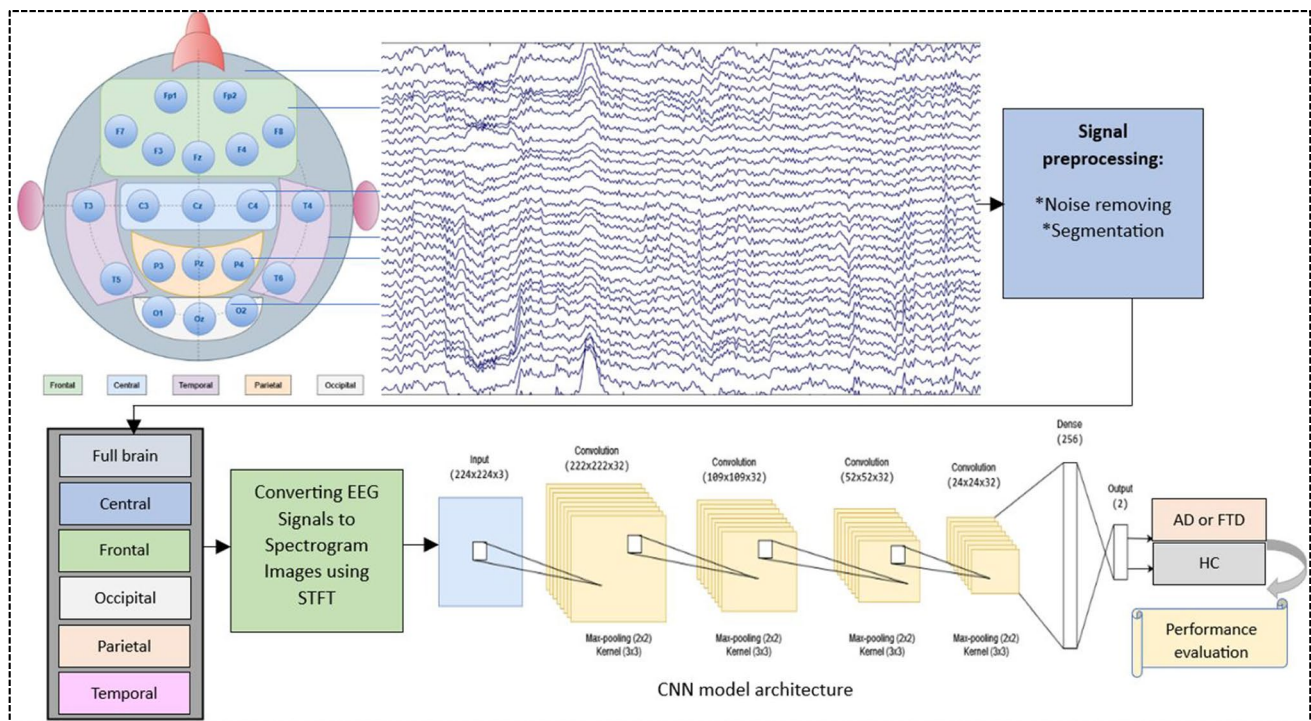 Fp1 Fp2
F7 F8
F3 Fz F4
T3 C3 Cz C4 T4
P3 Pz P4
T5 T6
O1 Oz O2
Frontal Central Temporal Parietal Occipital
Signal
preprocessing:
*Noise removing
*Segmentation
Full brain
Central
Frontal
Occipital
Parietal
Temporal
Converting EEG
Signals to
Spectrogram
Images using
STFT
Input
(224x224x3)
Convolution
(222x222x32)
Convolution
(109x109x32)
Convolution
(52x52x32)
Convolution
(24x24x32)
Dense
(256)
Output
(2)
Max-pooling (2x2)
Kernel (3x3)
Max-pooling (2x2)
Kernel (3x3)
Max-pooling (2x2)
Kernel (3x3)
Max-pooling (2x2)
Kernel (3x3)
CNN model architecture
AD or FTD
HC
Performance
evaluation